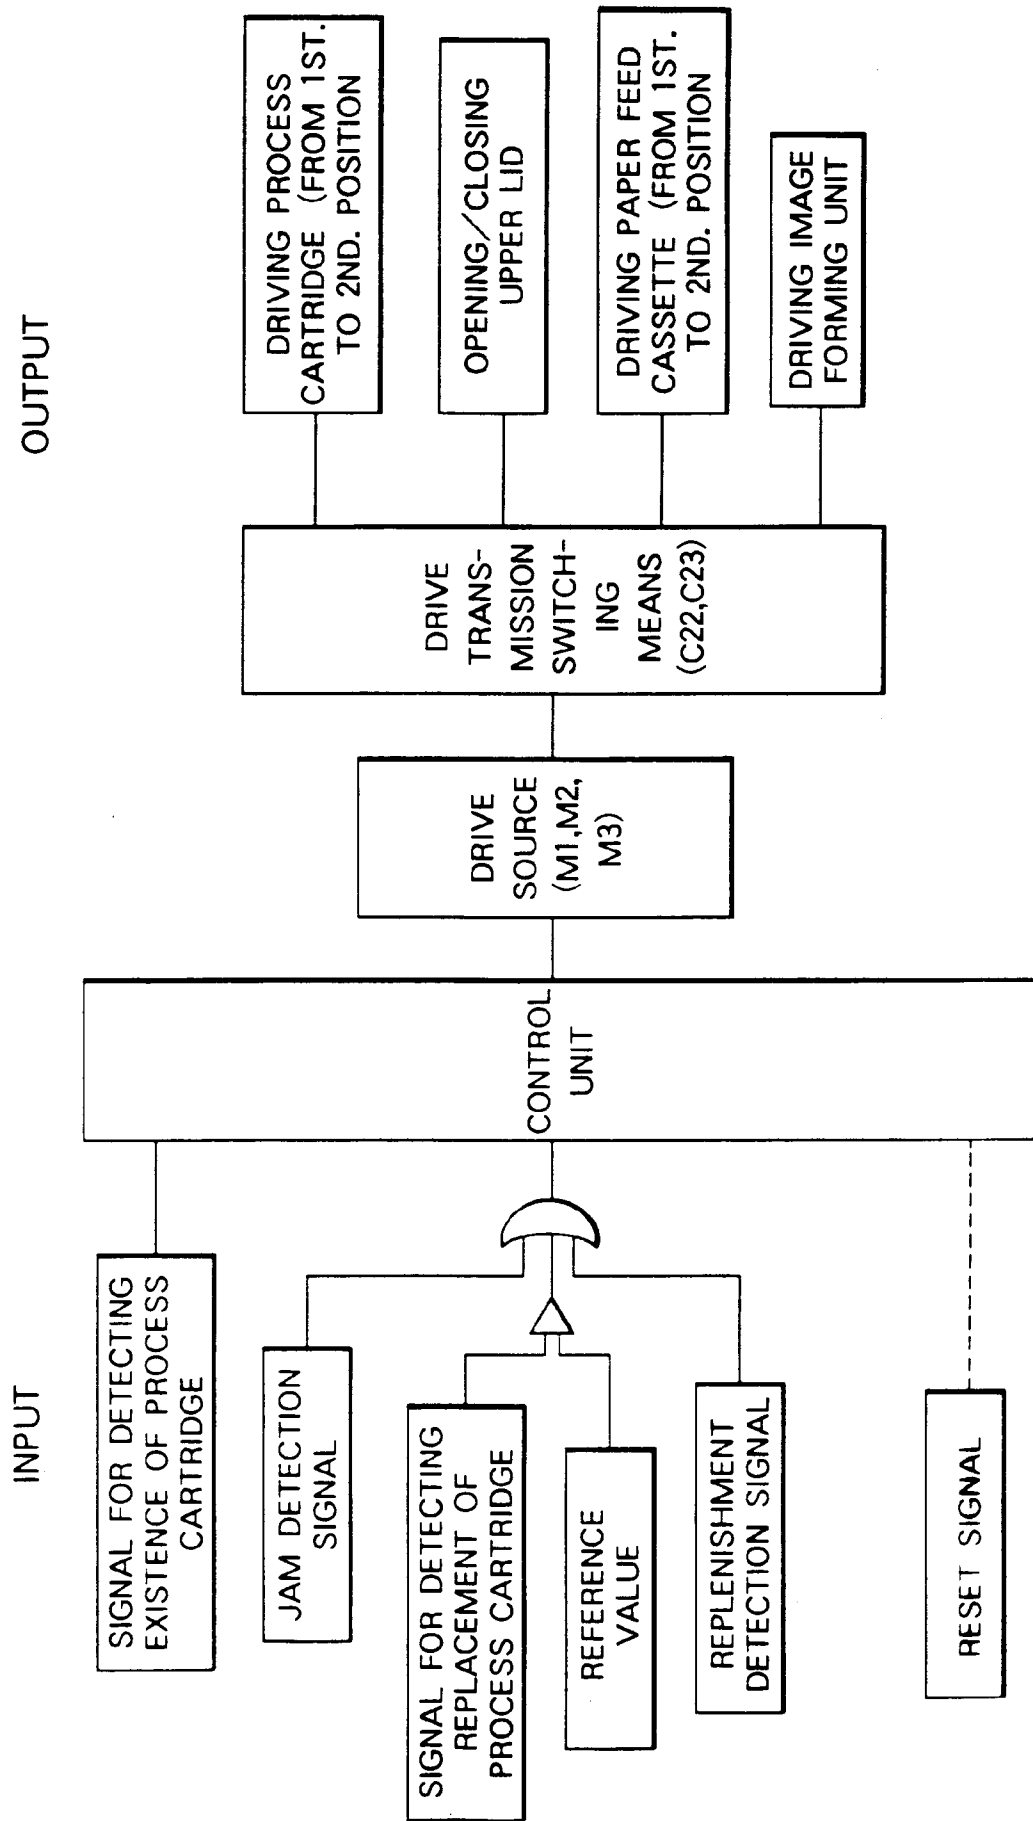 INPUT
OUTPUT
SIGNAL FOR DETECTING
EXISTENCE OF PROCESS
CARTRIDGE
JAM DETECTION
SIGNAL
SIGNAL FOR DETECTING
REPLACEMENT OF
PROCESS CARTRIDGE
REFERENCE
VALUE
REPLENISHMENT
DETECTION SIGNAL
RESET SIGNAL
CONTROL
UNIT
DRIVE
SOURCE
(M1,M2,
M3)
DRIVE
TRANS-
MISSION
SWITCH-
ING
MEANS
(C22,C23)
DRIVING PROCESS
CARTRIDGE (FROM 1ST.
TO 2ND. POSITION
OPENING/CLOSING
UPPER LID
DRIVING PAPER FEED
CASSETTE (FROM 1ST.
TO 2ND. POSITION
DRIVING IMAGE
FORMING UNIT